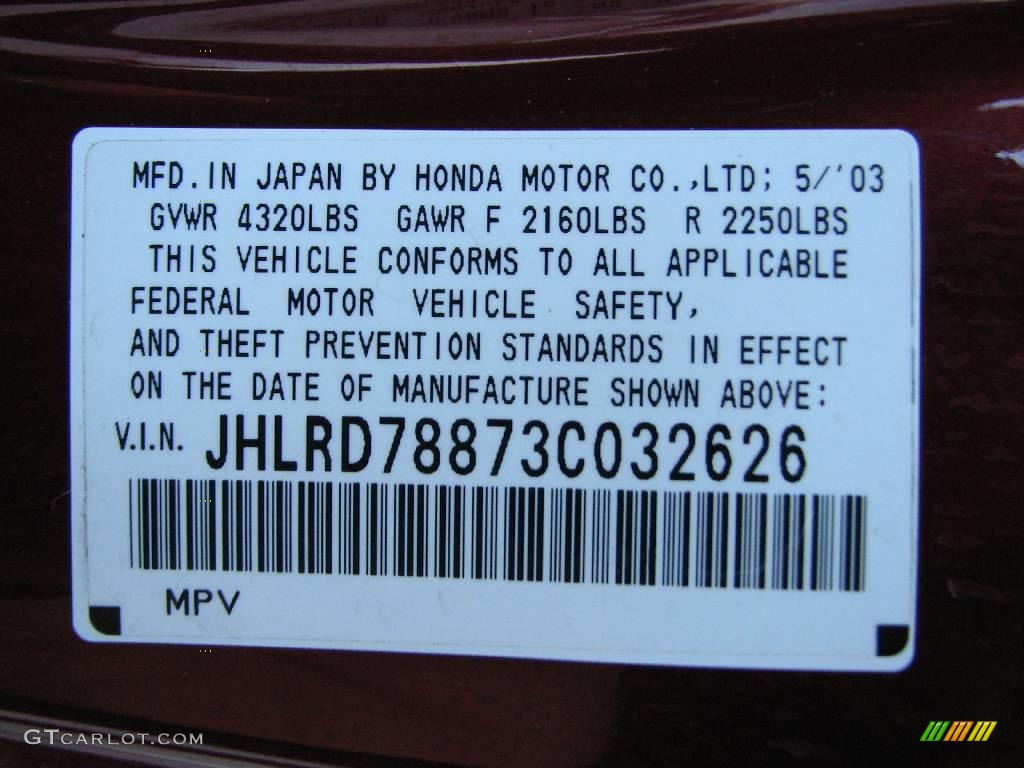 MFD.IN JAPAN BY HONDA MOTOR CO.,LTD; 5/'03
GVWR 4320LBS GAWR F 2160LBS R 2250LBS
THIS VEHICLE CONFORMS TO ALL APPLICABLE
FEDERAL MOTOR VEHICLE SAFETY,
AND THEFT PREVENTION STANDARDS IN EFFECT
ON THE DATE OF MANUFACTURE SHOWN ABOVE:
V.I.N. JHLRD78873C032626
MPV
GTCARLOT.COM